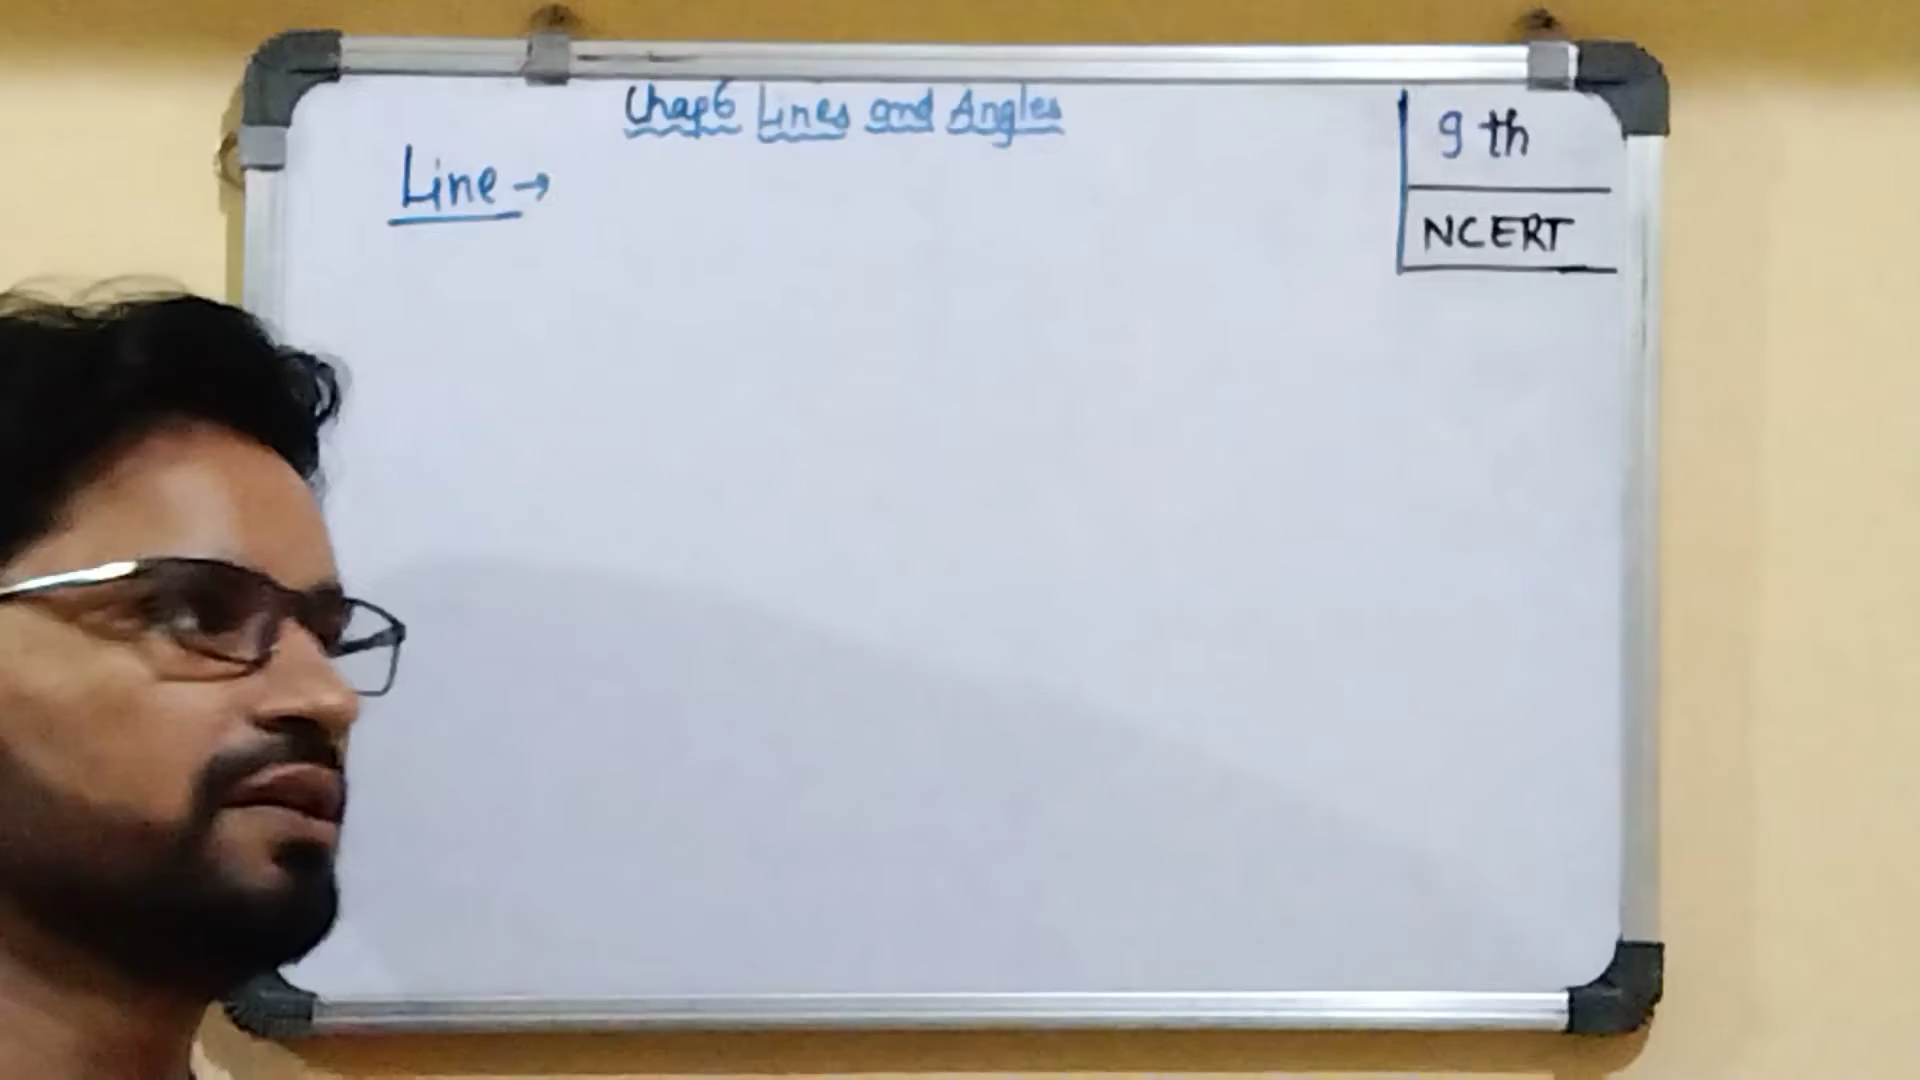 Chap6 Lines and Angles
9 th
NCERT
Line →